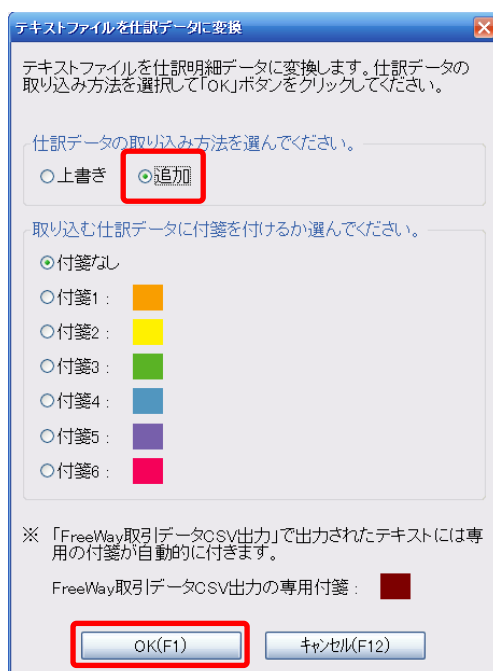 テキストファイルを仕訳データに変換
テキストファイルを仕訳明細データに変換します。仕訳データの
取り込み方法を選択して「OK」ボタンをクリックしてください。
仕訳データの取り込み方法を選んでください。
上書き 追加
取り込む仕訳データに付箋を付けるか選んでください。
付箋なし
付箋1：
付箋2：
付箋3：
付箋4：
付箋5：
付箋6：
※ 「FreeWay取引データCSV出力」で出力されたテキストには専
用の付箋が自動的に付きます。
FreeWay取引データCSV出力の専用付箋：
OK(F1) キャンセル(F12)